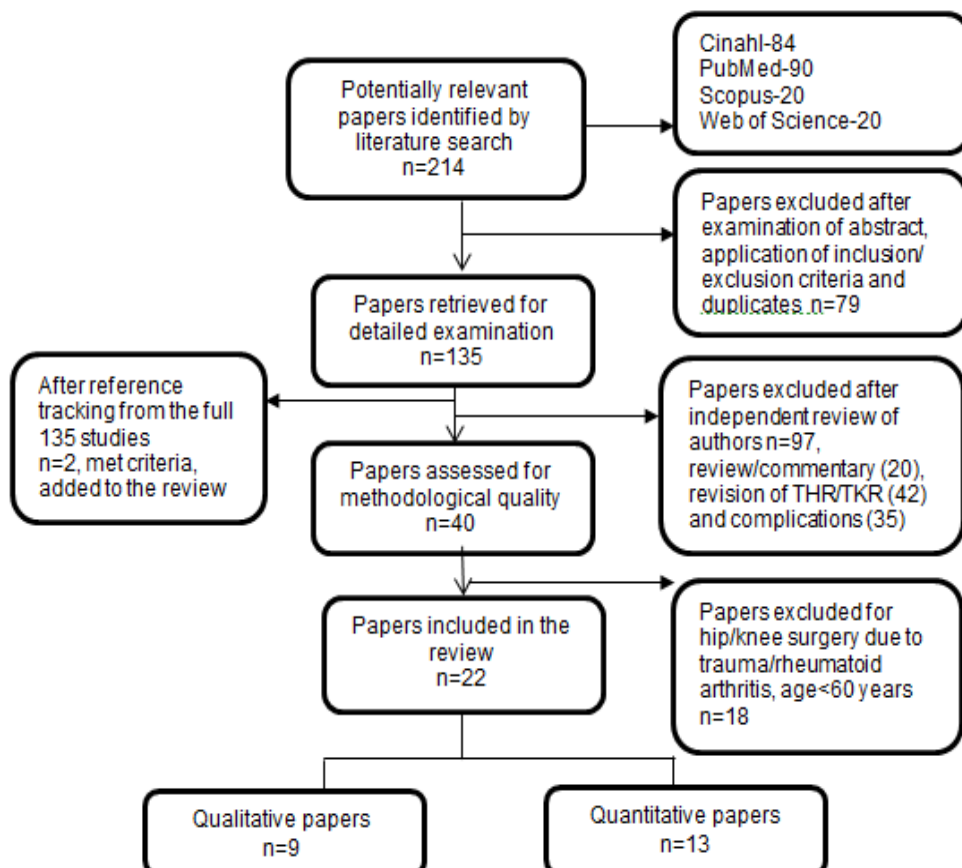 Potentially relevant
papers identified by
literature search
n=214
Cinahl-84
PubMed-90
Scopus-20
Web of Science-20
Papers excluded after
examination of abstract,
application of inclusion/
exclusion criteria and
duplicates n=79
Papers retrieved for
detailed examination
n=135
After reference
tracking from the full
135 studies
n=2, met criteria,
added to the review
Papers excluded after
independent review of
authors n=97,
review/commentary (20),
revision of THR/TKR (42)
and complications (35)
Papers assessed for
methodological quality
n=40
Papers excluded for
hip/knee surgery due to
trauma/rheumatoid
arthritis, age<60 years
n=18
Papers included in the
review
n=22
Qualitative papers
n=9
Quantitative papers
n=13